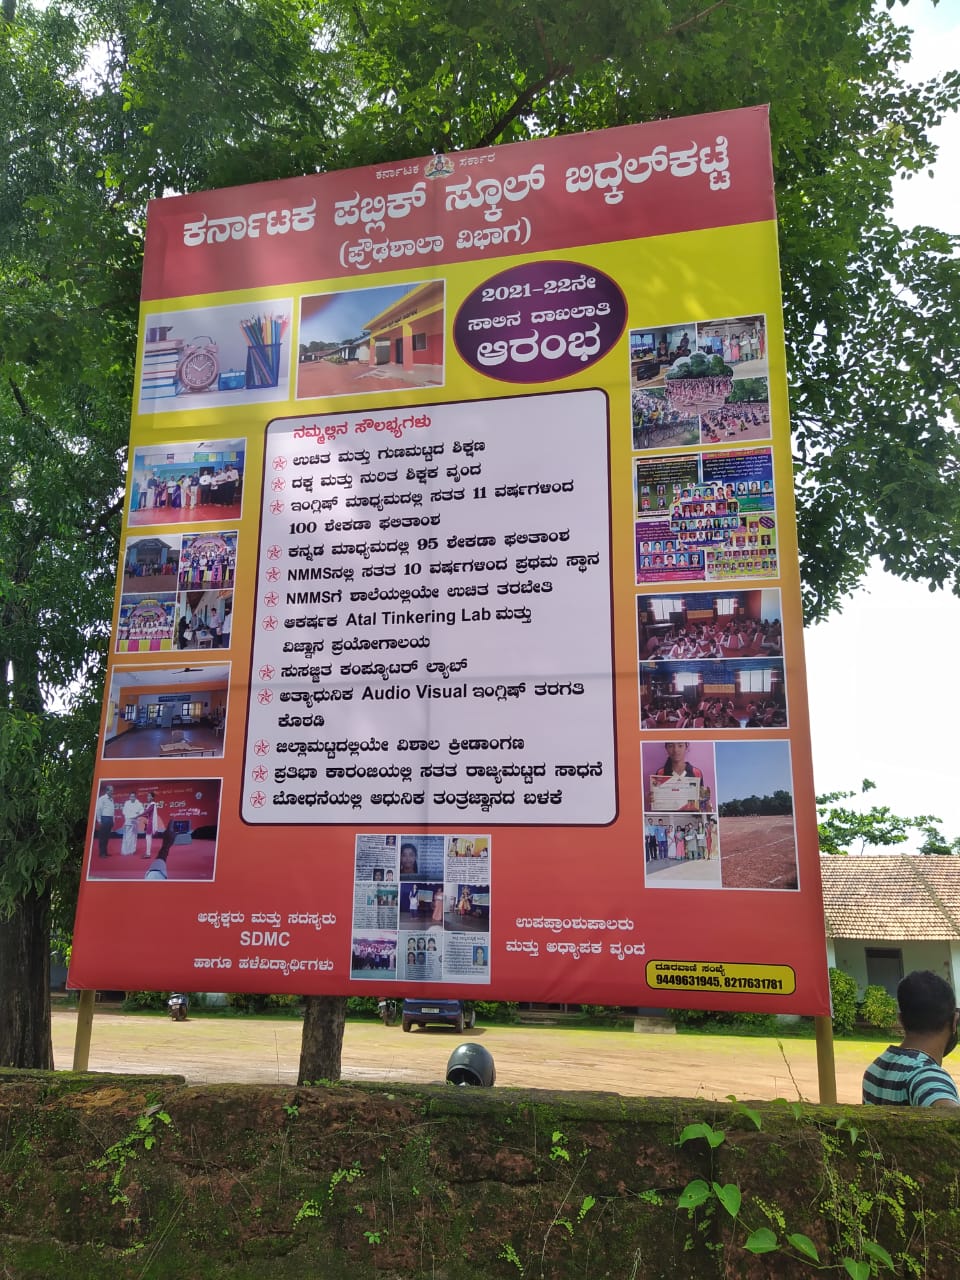 ಕರ್ನಾಟಕ ಸರ್ಕಾರ
ಕರ್ನಾಟಕ ಪಬ್ಲಿಕ್ ಸ್ಕೂಲ್ ಬಿದ್ಕಲ್‌ಕಟ್ಟೆ
(ಪ್ರೌಢಶಾಲಾ ವಿಭಾಗ)
2021-22ನೇ
ಸಾಲಿನ ದಾಖಲಾತಿ
ಆರಂಭ
ನಮ್ಮಲ್ಲಿನ ಸೌಲಭ್ಯಗಳು
ಉಚಿತ ಮತ್ತು ಗುಣಮಟ್ಟದ ಶಿಕ್ಷಣ
ದಕ್ಷ ಮತ್ತು ನುರಿತ ಶಿಕ್ಷಕ ವೃಂದ
ಇಂಗ್ಲಿಷ್ ಮಾಧ್ಯಮದಲ್ಲಿ ಸತತ 11 ವರ್ಷಗಳಿಂದ
100 ಶೇಕಡಾ ಫಲಿತಾಂಶ
ಕನ್ನಡ ಮಾಧ್ಯಮದಲ್ಲಿ 95 ಶೇಕಡಾ ಫಲಿತಾಂಶ
NMMSನಲ್ಲಿ ಸತತ 10 ವರ್ಷಗಳಿಂದ ಪ್ರಥಮ ಸ್ಥಾನ
NMMSಗೆ ಶಾಲೆಯಲ್ಲಿಯೇ ಉಚಿತ ತರಬೇತಿ
ಆಕರ್ಷಕ Atal Tinkering Lab ಮತ್ತು
ವಿಜ್ಞಾನ ಪ್ರಯೋಗಾಲಯ
ಸುಸಜ್ಜಿತ ಕಂಪ್ಯೂಟರ್ ಲ್ಯಾಬ್
ಅತ್ಯಾಧುನಿಕ Audio Visual ಇಂಗ್ಲಿಷ್ ತರಗತಿ
ಕೊಠಡಿ
ಜಿಲ್ಲಾಮಟ್ಟದಲ್ಲಿಯೇ ವಿಶಾಲ ಕ್ರೀಡಾಂಗಣ
ಪ್ರತಿಭಾ ಕಾರಂಜಿಯಲ್ಲಿ ಸತತ ರಾಜ್ಯಮಟ್ಟದ ಸಾಧನೆ
ಬೋಧನೆಯಲ್ಲಿ ಆಧುನಿಕ ತಂತ್ರಜ್ಞಾನದ ಬಳಕೆ
ಅಧ್ಯಕ್ಷರು ಮತ್ತು ಸದಸ್ಯರು
SDMC
ಹಾಗೂ ಹಳೆವಿದ್ಯಾರ್ಥಿಗಳು
ಉಪಪ್ರಾಂಶುಪಾಲರು
ಮತ್ತು ಅಧ್ಯಾಪಕ ವೃಂದ
ದೂರವಾಣಿ ಸಂಖ್ಯೆ
9449631945, 8217631781